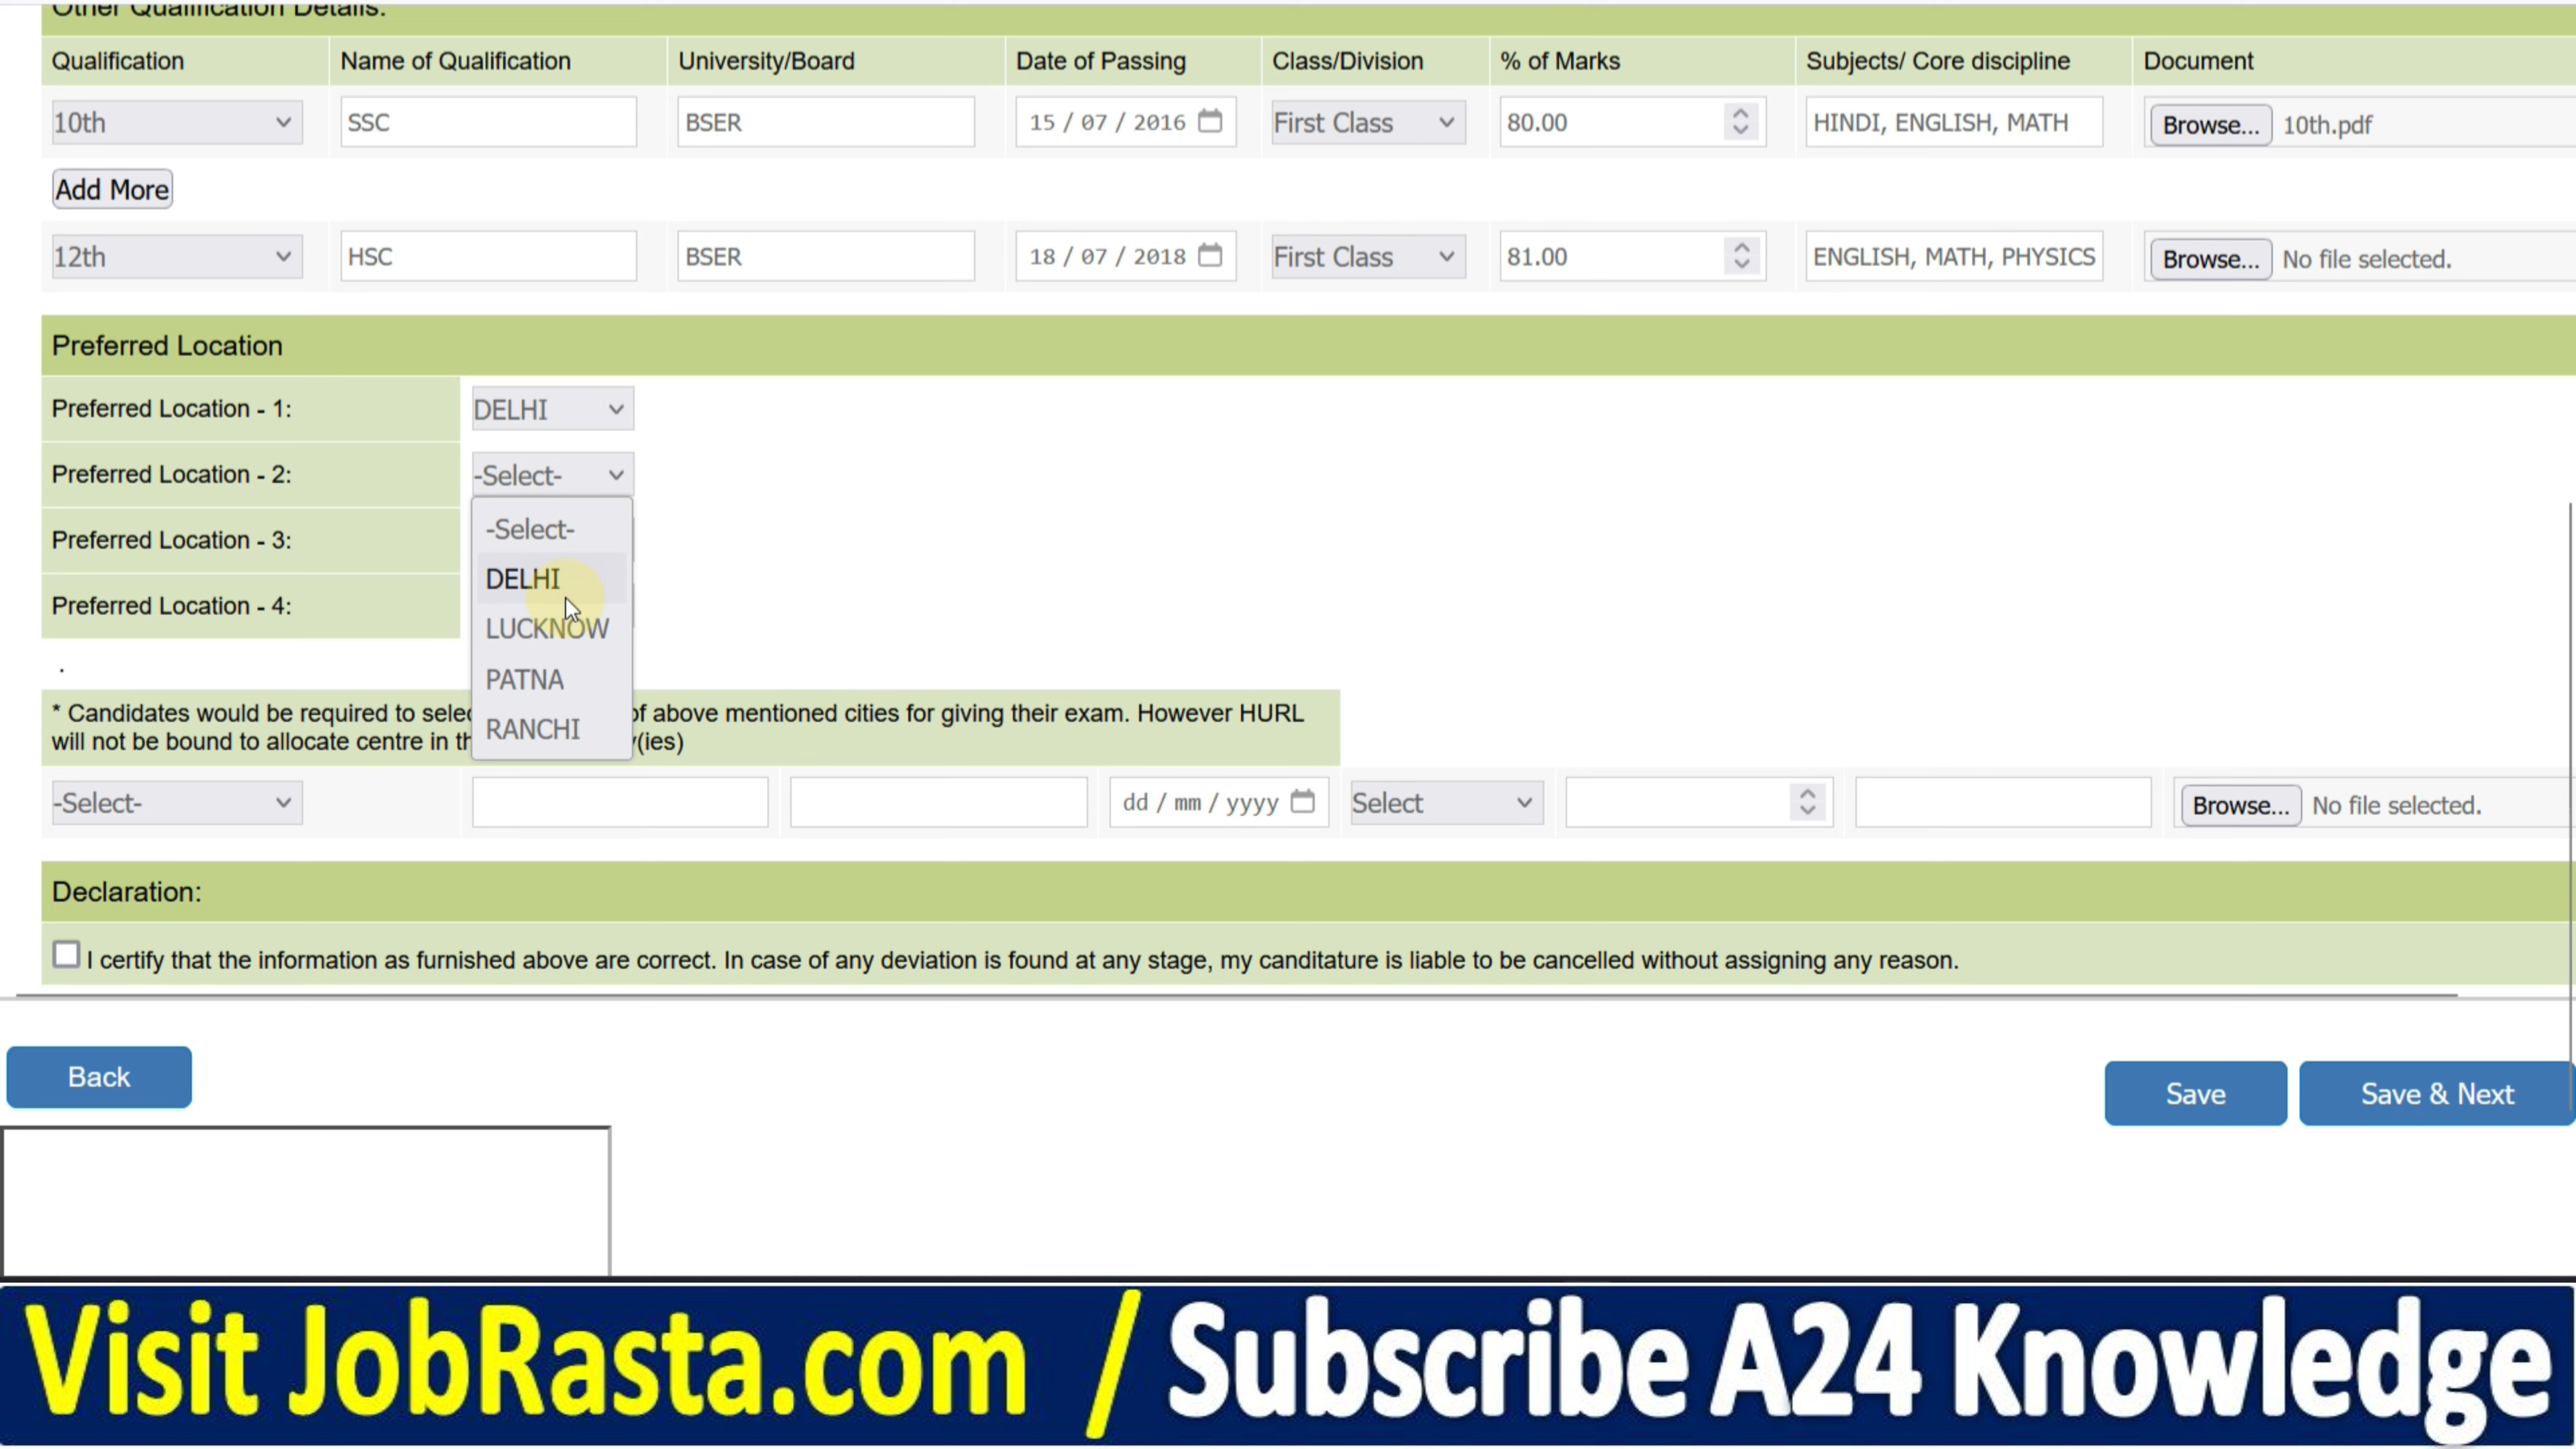 Other Qualification Details:
Qualification Name of Qualification University/Board Date of Passing Class/Division % of Marks Subjects/ Core discipline Document
10th SSC BSER 15 / 07 / 2016 First Class 80.00 HINDI, ENGLISH, MATH Browse... 10th.pdf
Add More
12th HSC BSER 18 / 07 / 2018 First Class 81.00 ENGLISH, MATH, PHYSICS Browse... No file selected.
Preferred Location
Preferred Location - 1: DELHI
Preferred Location - 2: -Select-
-Select-
Preferred Location - 3:
DELHI
Preferred Location - 4:
LUCKNOW
.
PATNA
RANCHI
* Candidates would be required to of above mentioned cities for giving their exam. However HURL
will not be bound to allocate centre in (ies)
-Select- dd / mm / yyyy Select Browse... No file selected.
Declaration:
I certify that the information as furnished above are correct. In case of any deviation is found at any stage, my canditature is liable to be cancelled without assigning any reason.
Back
Save Save & Next
Visit JobRasta.com / Subscribe A24 Knowledge